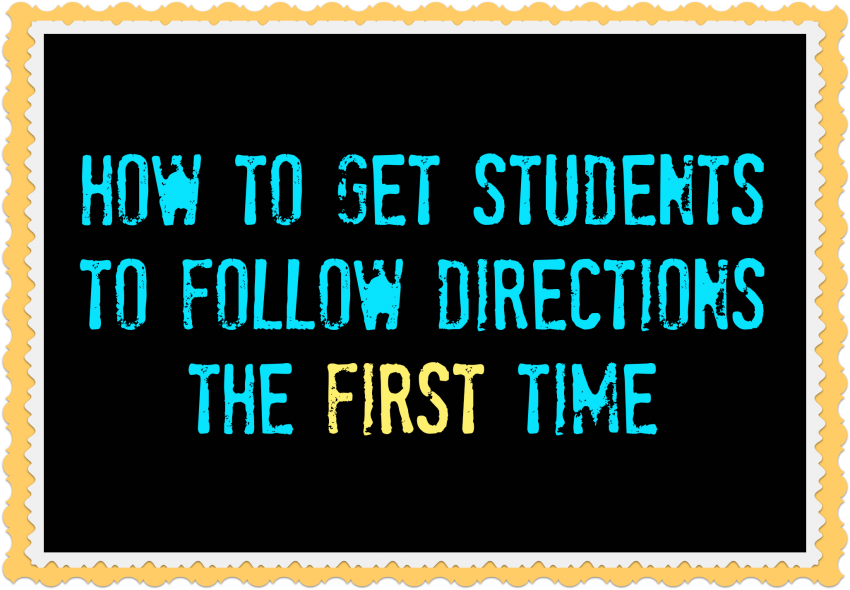 HOW TO GET STUDENTS
TO FOLLOW DIRECTIONS
THE FIRST TIME